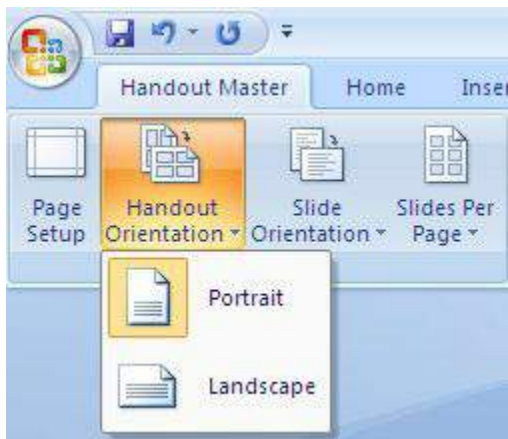 Handout Master Home Inser
Page Setup
Handout Orientation
Slide Orientation
Slides Per Page
Portrait
Landscape